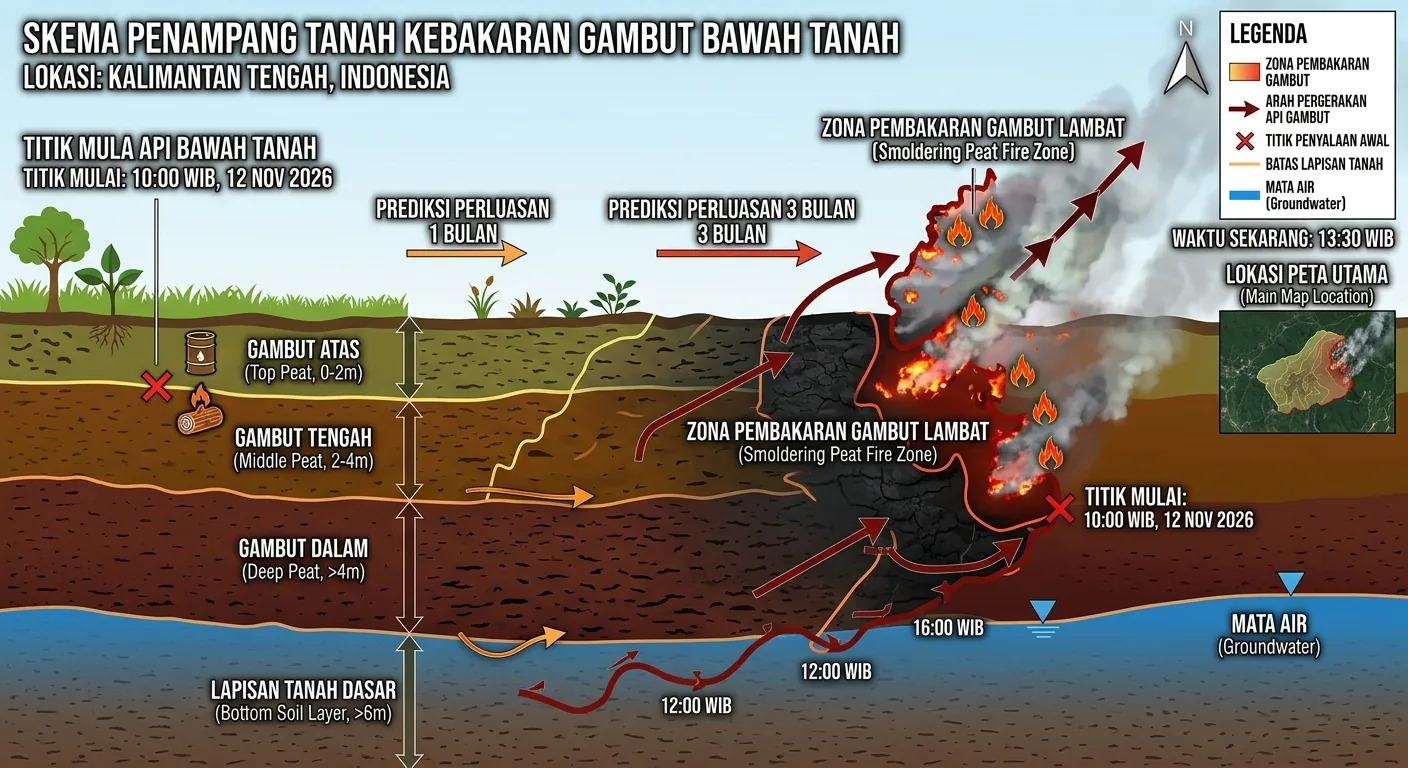 SKEMA PENAMPANG TANAH KEBAKARAN GAMBUT BAWAH TANAH
LOKASI: KALIMANTAN TENGAH, INDONESIA
TITIK MULA API BAWAH TANAH
TITIK MULAI: 10:00 WIB, 12 NOV 2026
PREDIKSI PERLUASAN
1 BULAN
PREDIKSI PERLUASAN 3 BULAN
3 BULAN
ZONA PEMBAKARAN GAMBUT LAMBAT
(Smoldering Peat Fire Zone)
N
LEGENDA
ZONA PEMBAKARAN
GAMBUT
ARAH PERGERAKAN
API GAMBUT
TITIK PENYALAAN AWAL
BATAS LAPISAN TANAH
MATA AIR
(Groundwater)
WAKTU SEKARANG: 13:30 WIB
LOKASI PETA UTAMA
(Main Map Location)
GAMBUT ATAS
(Top Peat, 0-2m)
GAMBUT TENGAH
(Middle Peat, 2-4m)
ZONA PEMBAKARAN GAMBUT LAMBAT
(Smoldering Peat Fire Zone)
TITIK MULAI:
10:00 WIB, 12 NOV 2026
GAMBUT DALAM
(Deep Peat, >4m)
MATA AIR
(Groundwater)
16:00 WIB
12:00 WIB
12:00 WIB
LAPISAN TANAH DASAR
(Bottom Soil Layer, >6m)